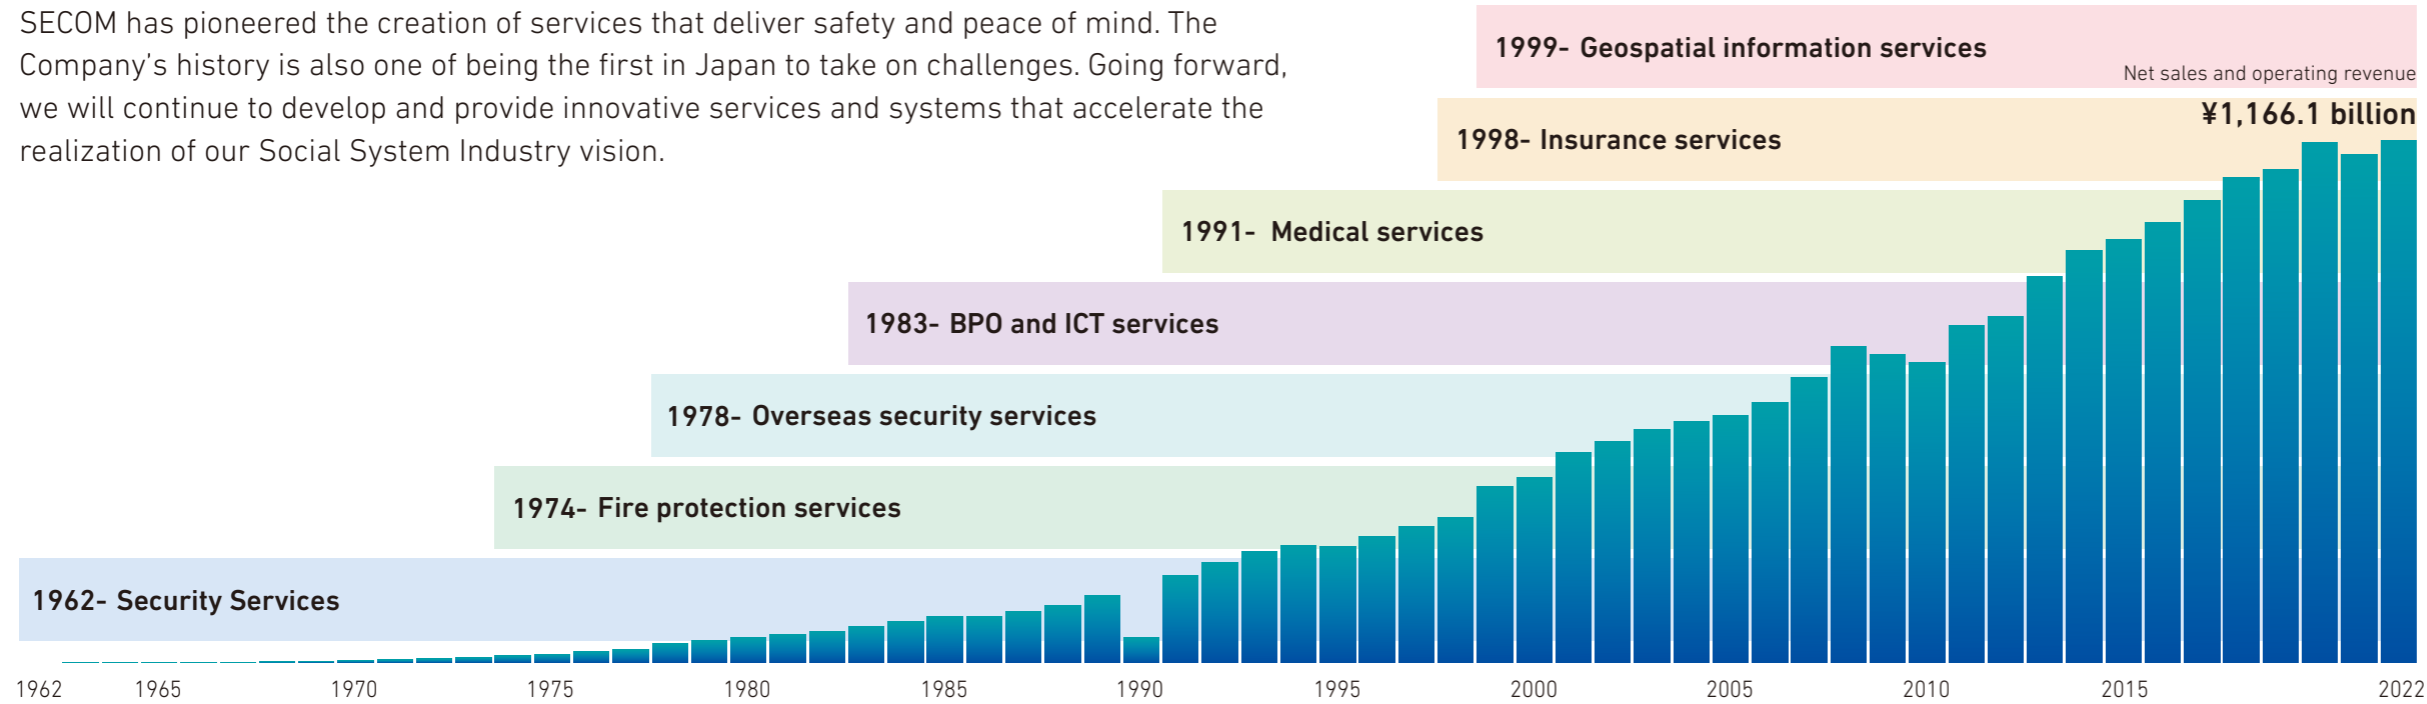 SECOM has pioneered the creation of services that deliver safety and peace of mind. The
Company’s history is also one of being the first in Japan to take on challenges. Going forward,
we will continue to develop and provide innovative services and systems that accelerate the
realization of our Social System Industry vision.
1999- Geospatial information services
Net sales and operating revenue
¥1,166.1 billion
1998- Insurance services
1991- Medical services
1983- BPO and ICT services
1978- Overseas security services
1974- Fire protection services
1962- Security Services
1962 1965 1970 1975 1980 1985 1990 1995 2000 2005 2010 2015 2022